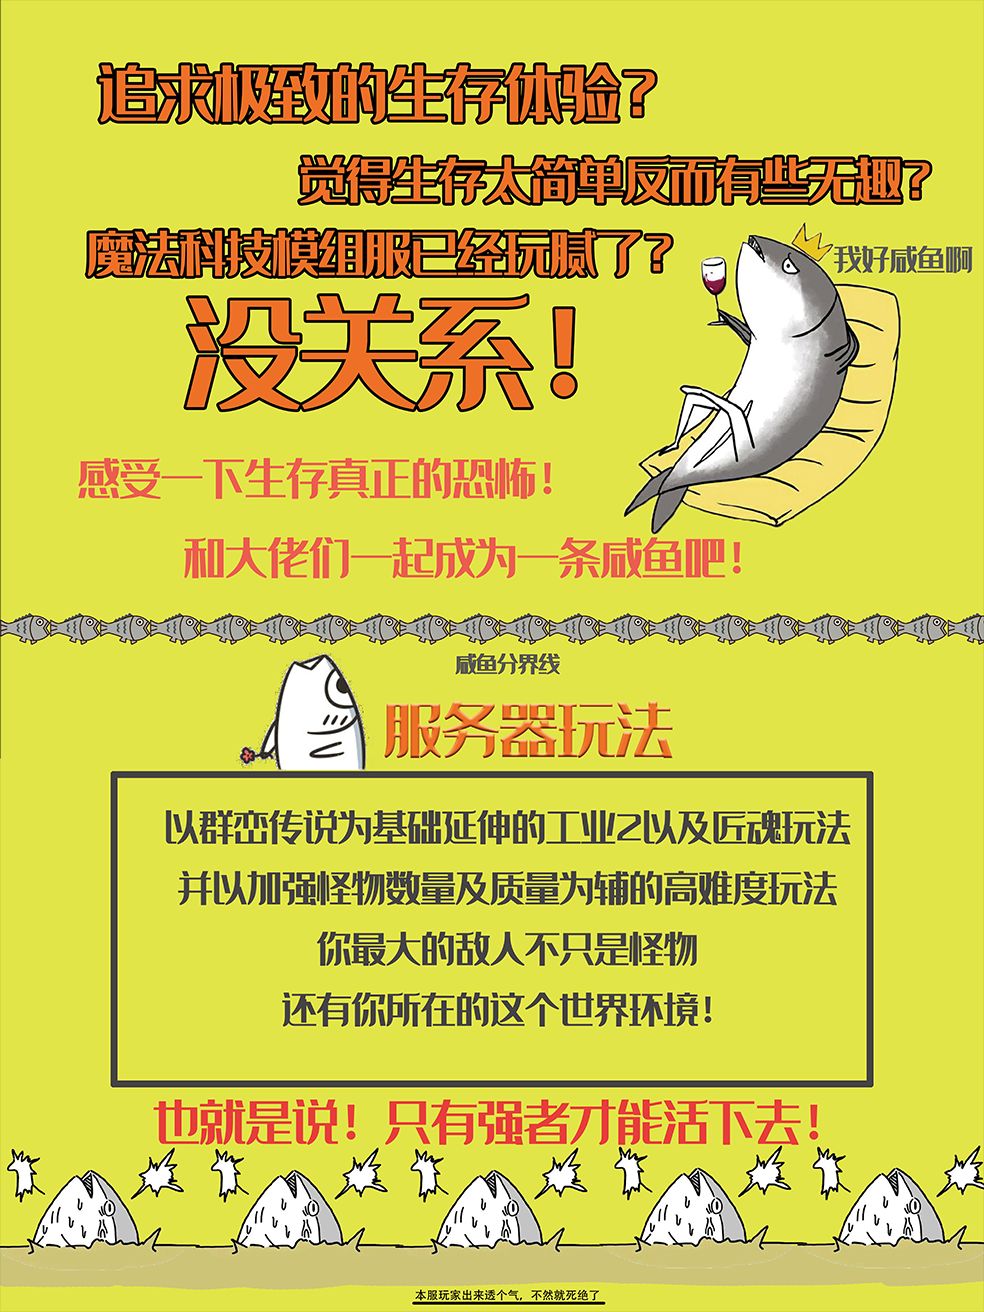 追求极致的生存体验？
觉得生存太简单反而有些无趣？
魔法科技模组服已经玩腻了？
我好咸鱼啊
没关系！
感受一下生存真正的恐怖！
和大佬们一起成为一条咸鱼吧！
咸鱼分界线
服务器玩法
以群峦传说为基础延伸的工业2以及匠魂玩法
并以加强怪物数量及质量为辅的高难度玩法
你最大的敌人不只是怪物
还有你所在的这个世界环境！
也就是说！只有强者才能活下去！
本服玩家出来透个气，不然就死绝了